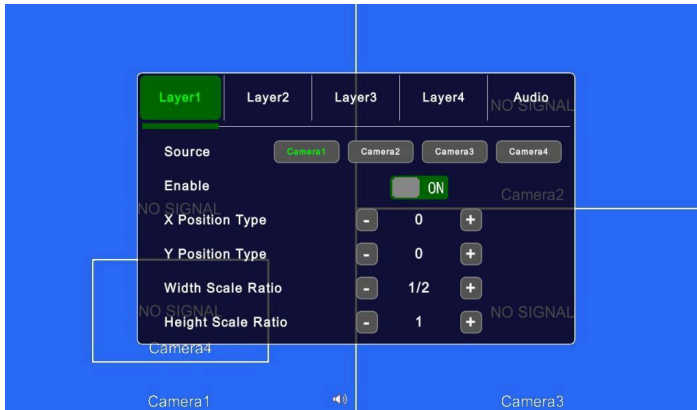 Layer1 Layer2 Layer3 Layer4 Audio
NO SIGNAL
Source Camera1 Camera2 Camera3 Camera4
Enable ON
Camera2
NO SIGNAL
X Position Type - 0 +
Y Position Type - 0 +
Width Scale Ratio - 1/2 +
NO SIGNAL NO SIGNAL
Height Scale Ratio - 1 +
Camera4
Camera1 Camera3